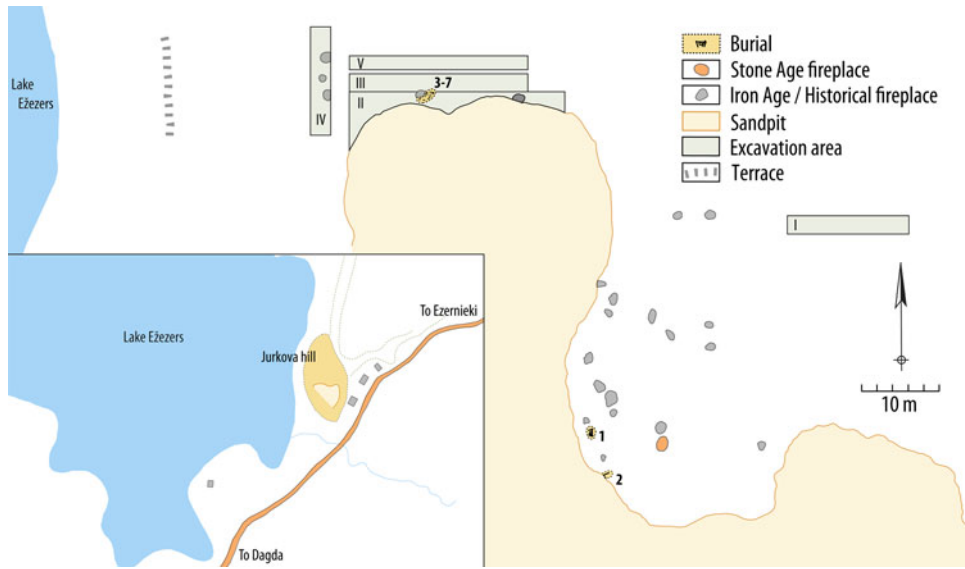 Lake
Ežezers
V
III
3-7
II
IV
Burial
Stone Age fireplace
Iron Age / Historical fireplace
Sandpit
Excavation area
Terrace
I
10 m
1
2
Lake Ežezers
Jurkova hill
To Ezernieki
To Dagda